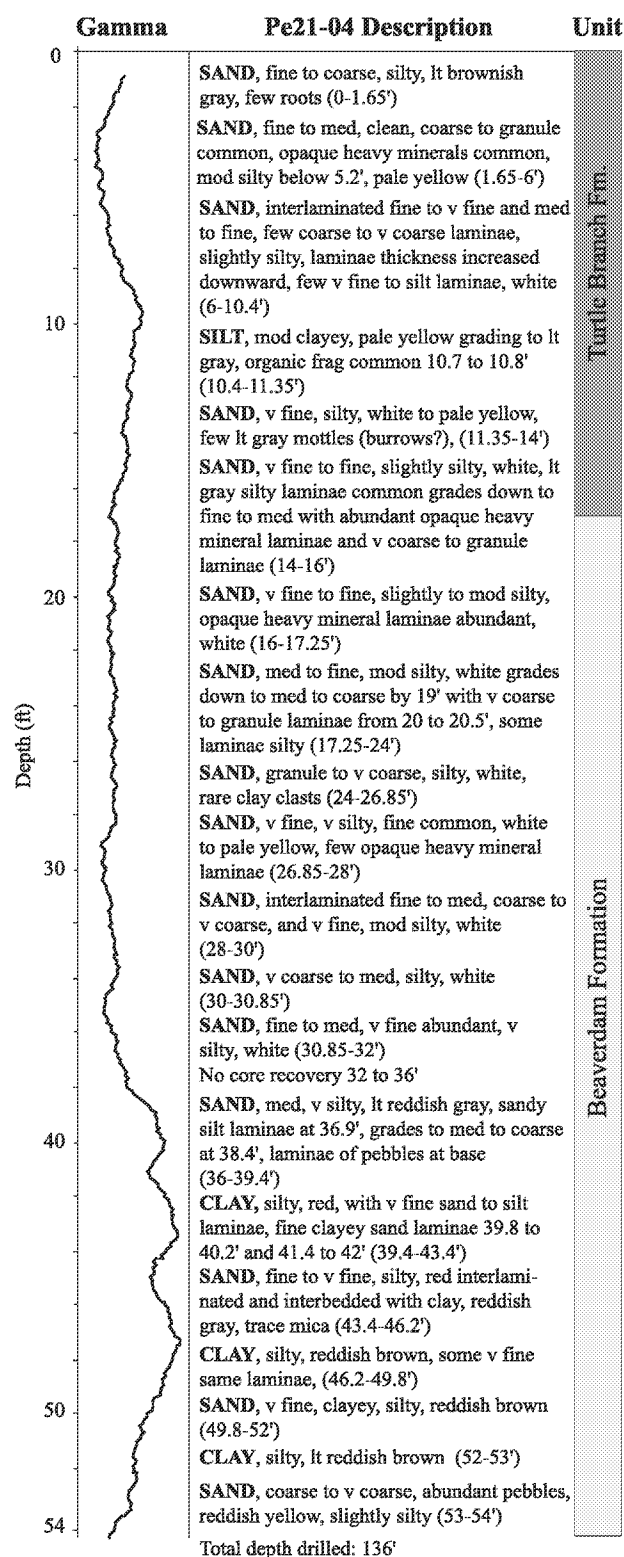 Gamma Pe21-04 Description Unit
0
SAND, fine to coarse, silty, lt brownish
gray, few roots (0-1.65')
SAND, fine to med, clean, coarse to granule
common, opaque heavy minerals common,
mod silty below 5.2', pale yellow (1.65-6')
SAND, interlaminated fine to v fine and med
to fine, few coarse to v coarse laminae,
slightly silty, laminae thickness increased
downward, few v fine to silt laminae, white
(6-10.4')
10
SILT, mod clayey, pale yellow grading to lt
gray, organic frag common 10.7 to 10.8'
(10.4-11.35')
SAND, v fine, silty, white to pale yellow,
few lt gray mottles (burrows?), (11.35-14')
SAND, v fine to fine, slightly silty, white, lt
gray silty laminae common grades down to
fine to med with abundant opaque heavy
mineral laminae and v coarse to granule
laminae (14-16')
20
SAND, v fine to fine, slightly to mod silty,
opaque heavy mineral laminae abundant,
white (16-17.25')
SAND, med to fine, mod silty, white grades
down to med to coarse by 19' with v coarse
to granule laminae from 20 to 20.5', some
laminae silty (17.25-24')
SAND, granule to v coarse, silty, white,
rare clay clasts (24-26.85')
SAND, v fine, v silty, fine common, white
to pale yellow, few opaque heavy mineral
laminae (26.85-28')
30
SAND, interlaminated fine to med, coarse to
v coarse, and v fine, mod silty, white
(28-30')
SAND, v coarse to med, silty, white
(30-30.85')
SAND, fine to med, v fine abundant, v
silty, white (30.85-32')
No core recovery 32 to 36'
SAND, med, v silty, lt reddish gray, sandy
silt laminae at 36.9', grades to med to coarse
at 38.4', laminae of pebbles at base
(36-39.4')
40
CLAY, silty, red, with v fine sand to silt
laminae, fine clayey sand laminae 39.8 to
40.2' and 41.4 to 42' (39.4-43.4')
SAND, fine to v fine, silty, red interlami-
nated and interbedded with clay, reddish
gray, trace mica (43.4-46.2')
CLAY, silty, reddish brown, some v fine
same laminae, (46.2-49.8')
50
SAND, v fine, clayey, silty, reddish brown
(49.8-52')
CLAY, silty, lt reddish brown (52-53')
SAND, coarse to v coarse, abundant pebbles,
reddish yellow, slightly silty (53-54')
54
Total depth drilled: 136'
Depth (ft)
Turtle Branch Fm.
Beaverdam Formation